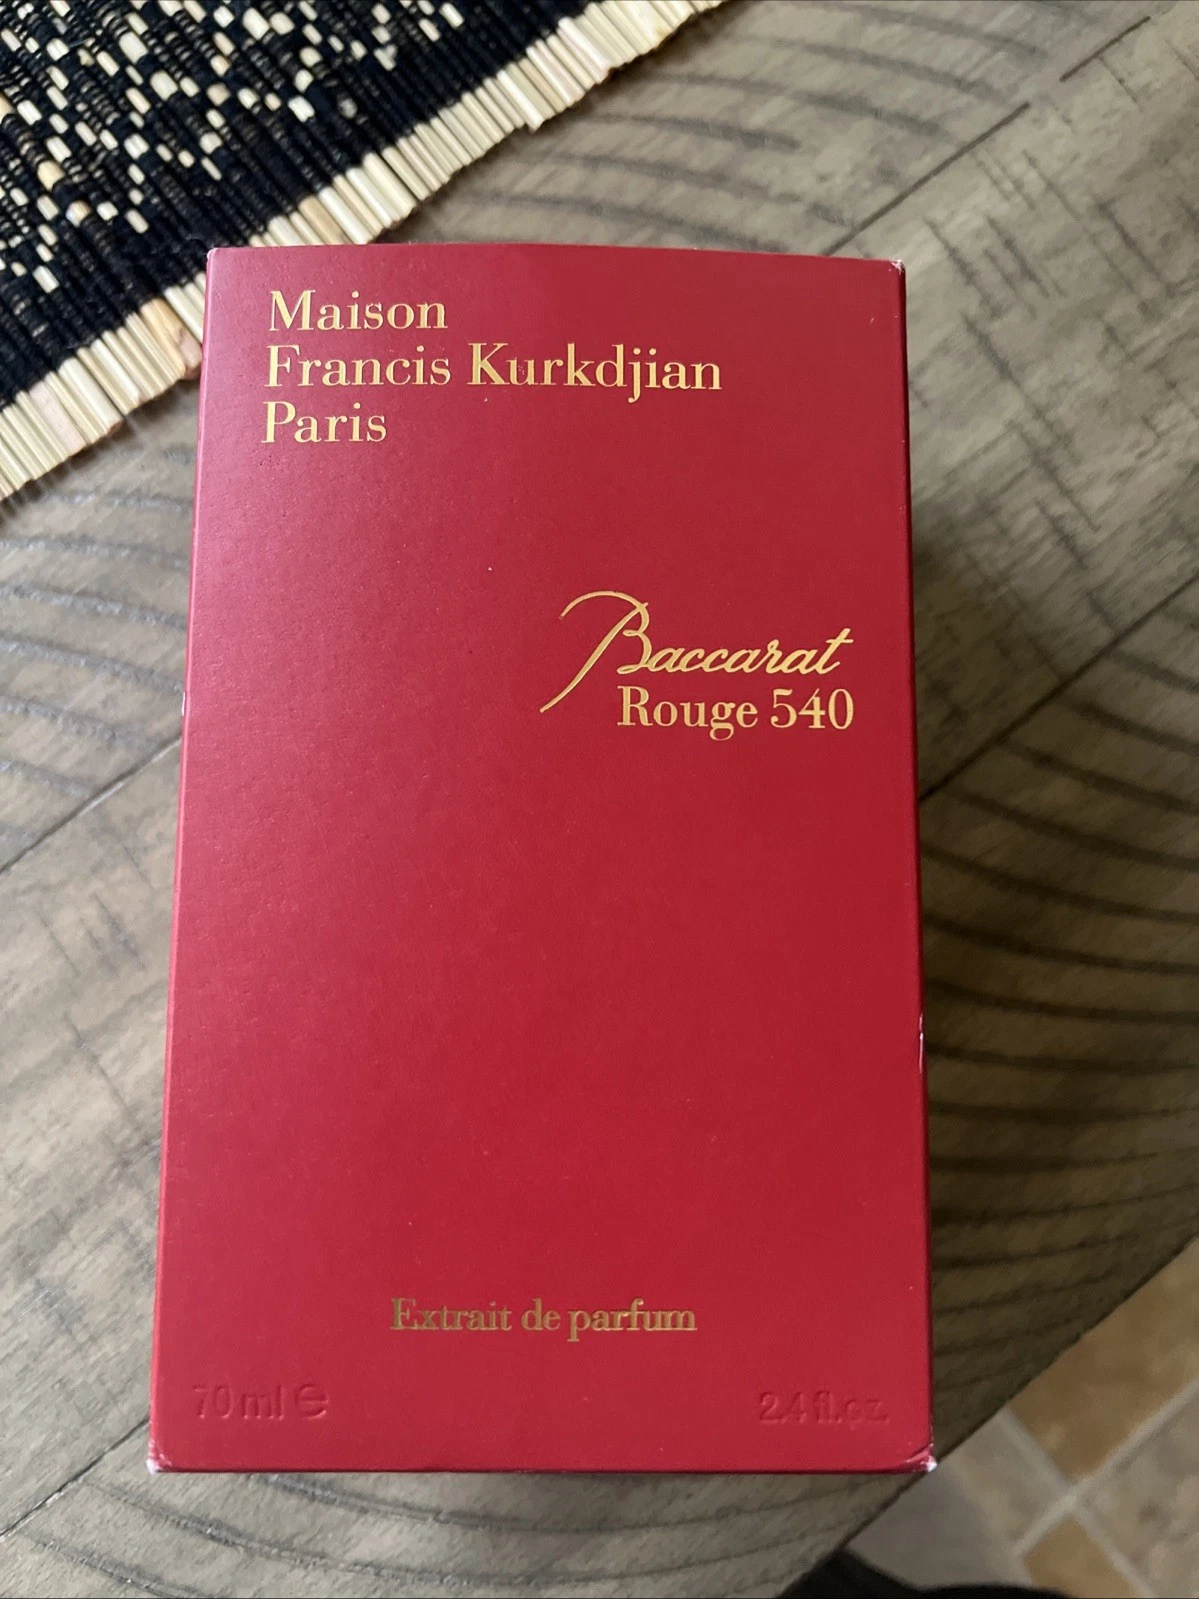 Maison
Francis Kurkdjian
Paris
Baccarat
Rouge 540
Extrait de parfum
70 ml ℮
2.4 fl.oz.